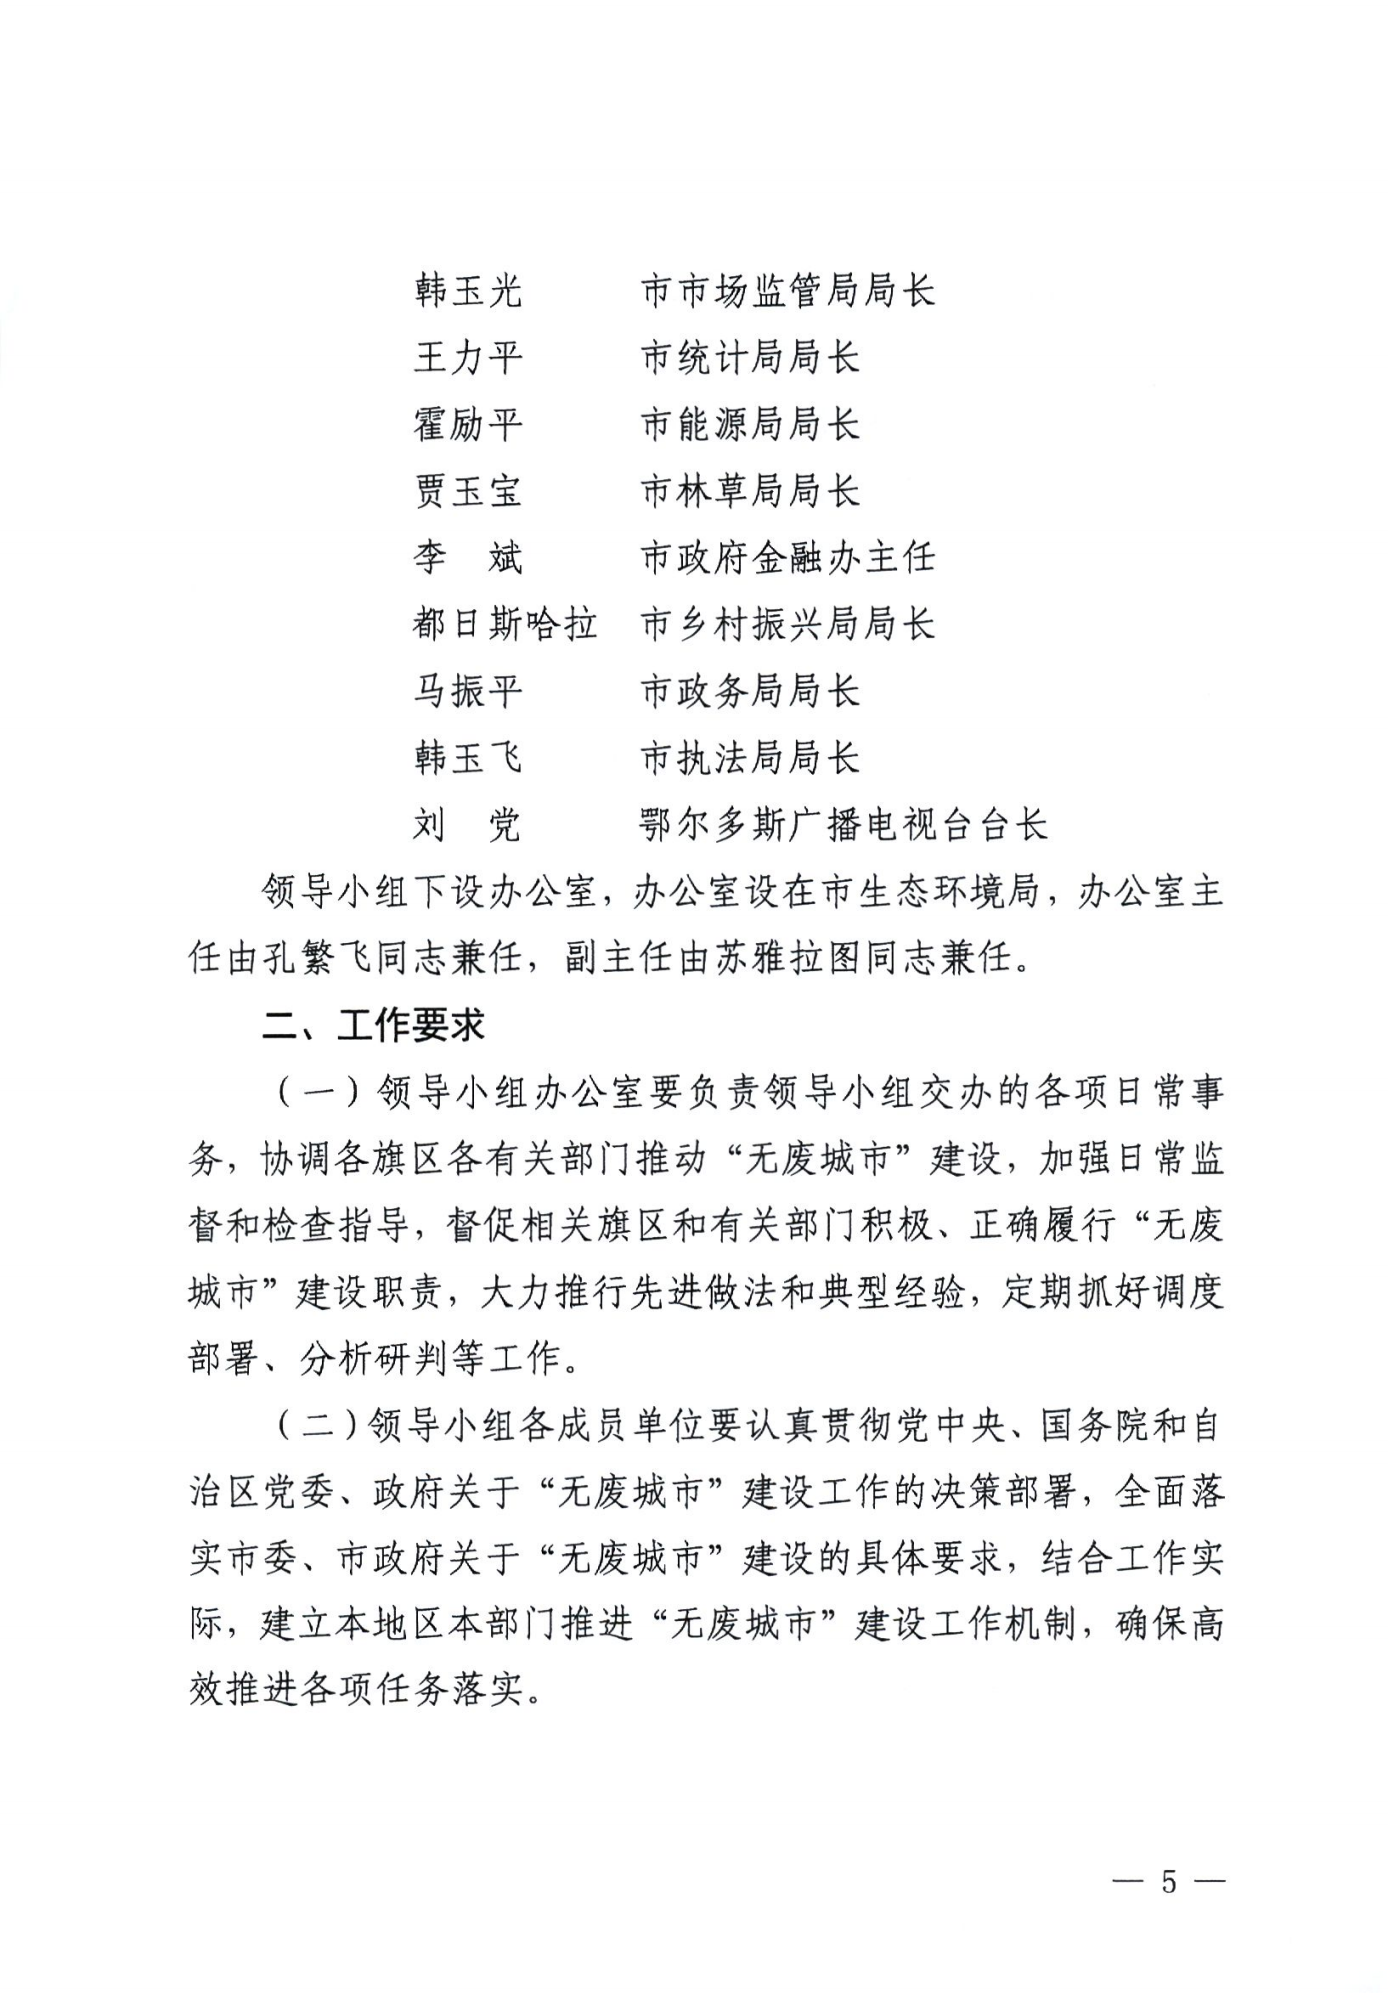 韩玉光 市市场监管局局长
王力平 市统计局局长
霍励平 市能源局局长
贾玉宝 市林草局局长
李 斌 市政府金融办主任
都日斯哈拉 市乡村振兴局局长
马振平 市政务局局长
韩玉飞 市执法局局长
刘 党 鄂尔多斯广播电视台台长
领导小组下设办公室，办公室设在市生态环境局，办公室主
任由孔繁飞同志兼任，副主任由苏雅拉图同志兼任。
二、工作要求
（一）领导小组办公室要负责领导小组交办的各项日常事
务，协调各旗区各有关部门推动“无废城市”建设，加强日常监
督和检查指导，督促相关旗区和有关部门积极、正确履行“无废
城市”建设职责，大力推行先进做法和典型经验，定期抓好调度
部署、分析研判等工作。
（二）领导小组各成员单位要认真贯彻党中央、国务院和自
治区党委、政府关于“无废城市”建设工作的决策部署，全面落
实市委、市政府关于“无废城市”建设的具体要求，结合工作实
际，建立本地区本部门推进“无废城市”建设工作机制，确保高
效推进各项任务落实。
— 5 —